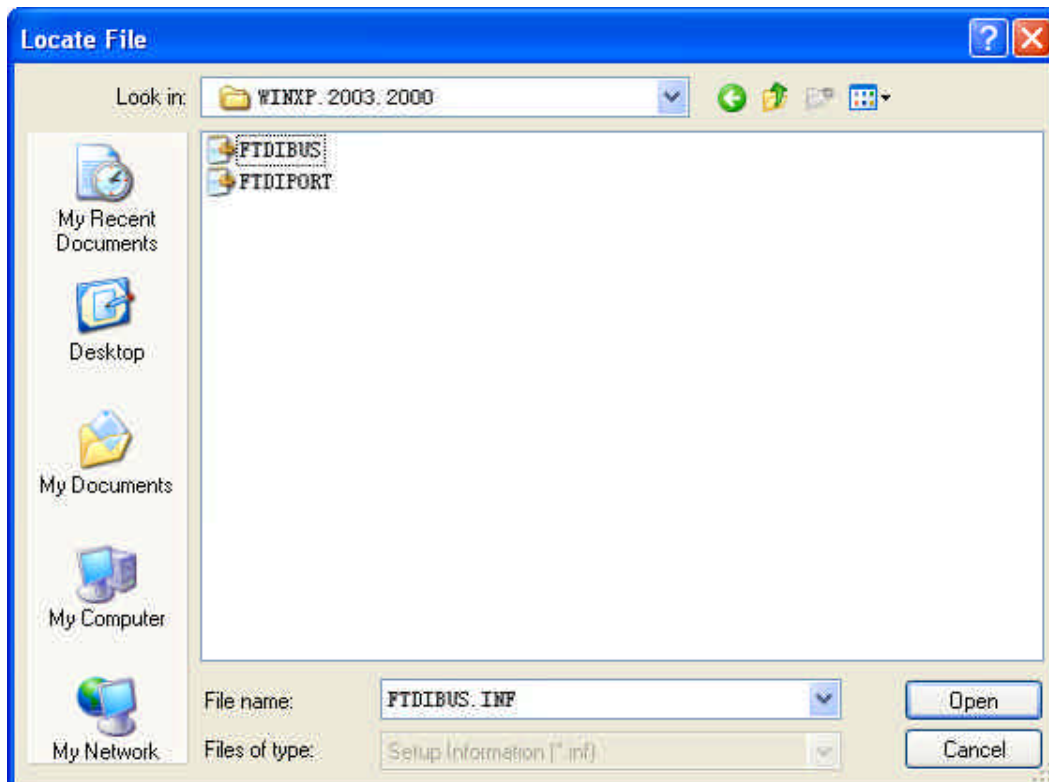 Locate File
Look in:
WINXP.2003.2000
FTDIBUS
FTDIPORT
My Recent
Documents
Desktop
My Documents
My Computer
My Network
File name:
FTDIBUS.INF
Open
Files of type:
Setup Information (*.inf)
Cancel